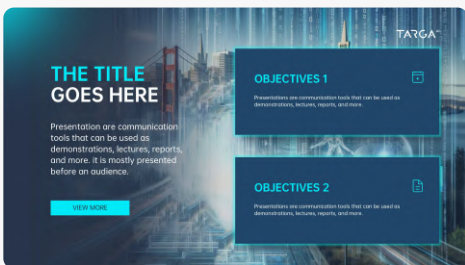 TARGA™
THE TITLE
GOES HERE
Presentation are communication
tools that can be used as
demonstrations, lectures, reports,
and more. it is mostly presented
before an audience.
VIEW MORE
OBJECTIVES 1
Presentations are communication tools that can be used as
demonstrations, lectures, reports, and more.
OBJECTIVES 2
Presentations are communication tools that can be used as
demonstrations, lectures, reports, and more.